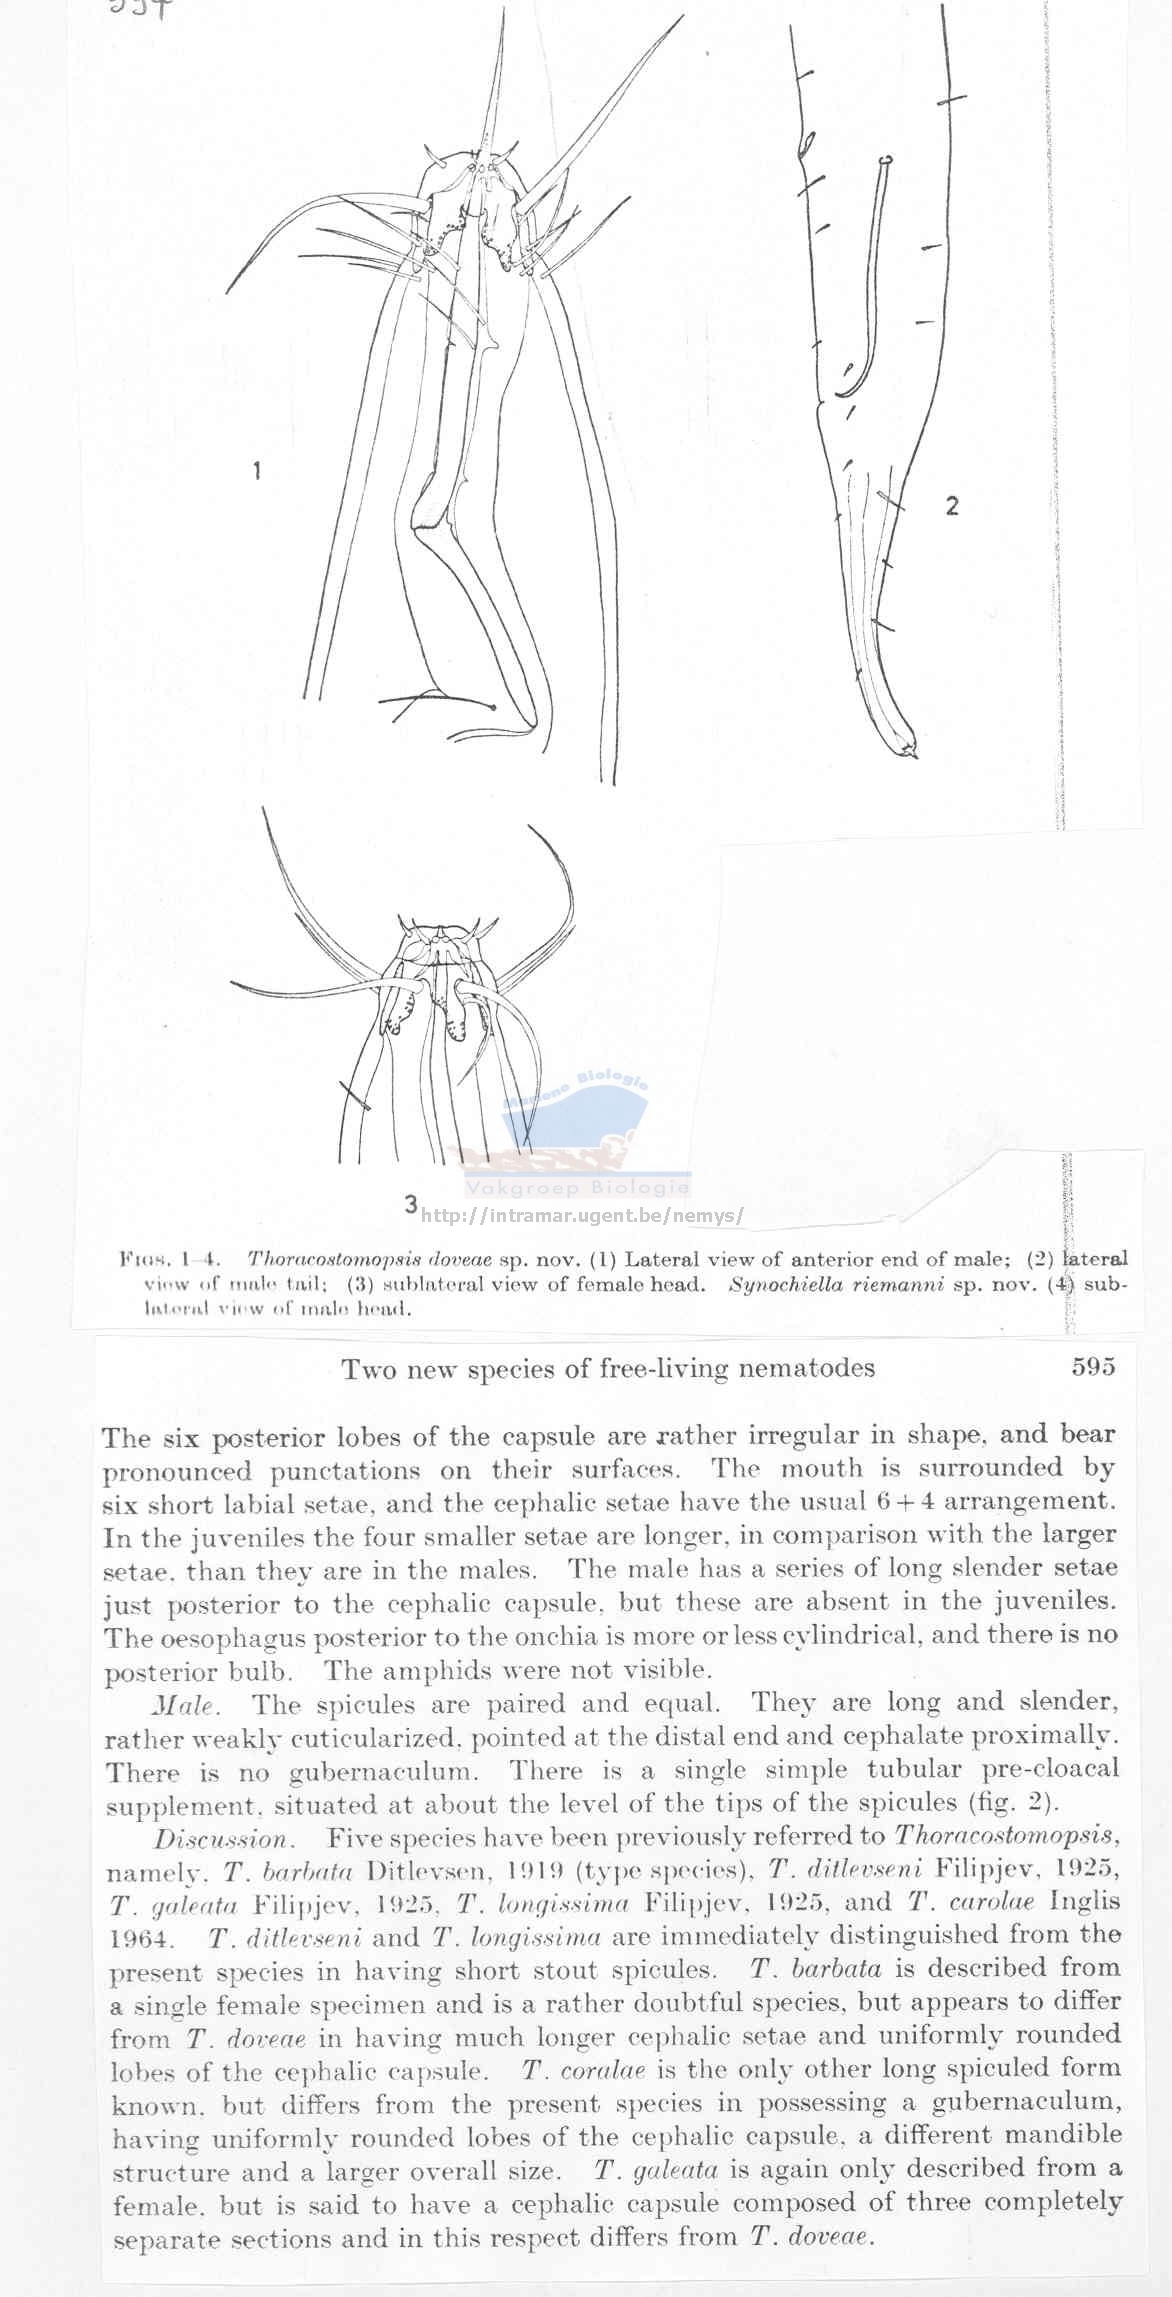 594
1
2
3
Mariene Biologie
Vakgroep Biologie
http://intramar.ugent.be/nemys/
FIGS. 1-4. Thoracostomopsis doveae sp. nov. (1) Lateral view of anterior end of male; (2) lateral
view of male tail; (3) sublateral view of female head. Synochiella riemanni sp. nov. (4) sub-
lateral view of male head.
Two new species of free-living nematodes 595
The six posterior lobes of the capsule are rather irregular in shape, and bear
pronounced punctations on their surfaces. The mouth is surrounded by
six short labial setae, and the cephalic setae have the usual 6 + 4 arrangement.
In the juveniles the four smaller setae are longer, in comparison with the larger
setae, than they are in the males. The male has a series of long slender setae
just posterior to the cephalic capsule, but these are absent in the juveniles.
The oesophagus posterior to the onchia is more or less cylindrical, and there is no
posterior bulb. The amphids were not visible.
Male. The spicules are paired and equal. They are long and slender,
rather weakly cuticularized, pointed at the distal end and cephalate proximally.
There is no gubernaculum. There is a single simple tubular pre-cloacal
supplement, situated at about the level of the tips of the spicules (fig. 2).
Discussion. Five species have been previously referred to Thoracostomopsis,
namely, T. barbata Ditlevsen, 1919 (type species), T. ditlevseni Filipjev, 1925,
T. galeata Filipjev, 1925, T. longissima Filipjev, 1925, and T. carolae Inglis
1964. T. ditlevseni and T. longissima are immediately distinguished from the
present species in having short stout spicules. T. barbata is described from
a single female specimen and is a rather doubtful species, but appears to differ
from T. doveae in having much longer cephalic setae and uniformly rounded
lobes of the cephalic capsule. T. coralae is the only other long spiculed form
known, but differs from the present species in possessing a gubernaculum,
having uniformly rounded lobes of the cephalic capsule, a different mandible
structure and a larger overall size. T. galeata is again only described from a
female, but is said to have a cephalic capsule composed of three completely
separate sections and in this respect differs from T. doveae.